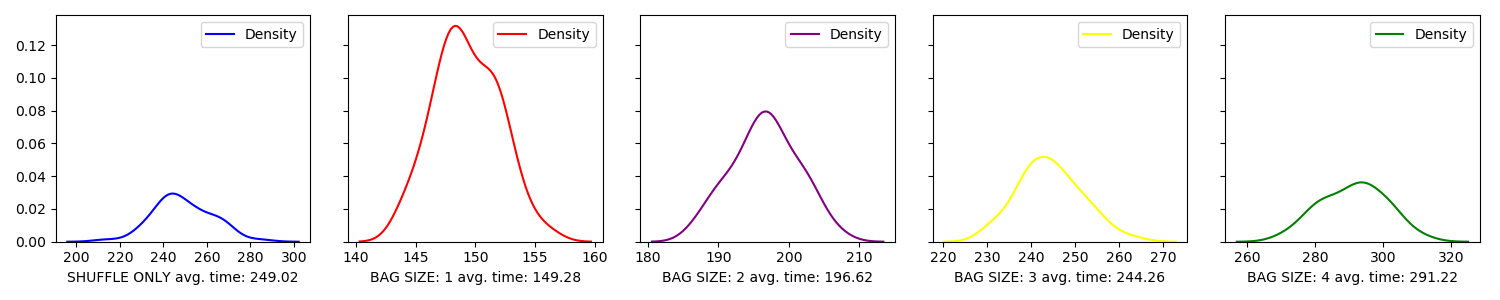 Density
Density
Density
Density
Density
0.12
0.10
0.08
0.06
0.04
0.02
0.00
200 220 240 260 280 300
140 145 150 155 160
180 190 200 210
220 230 240 250 260 270
260 280 300 320
SHUFFLE ONLY avg. time: 249.02
BAG SIZE: 1 avg. time: 149.28
BAG SIZE: 2 avg. time: 196.62
BAG SIZE: 3 avg. time: 244.26
BAG SIZE: 4 avg. time: 291.22